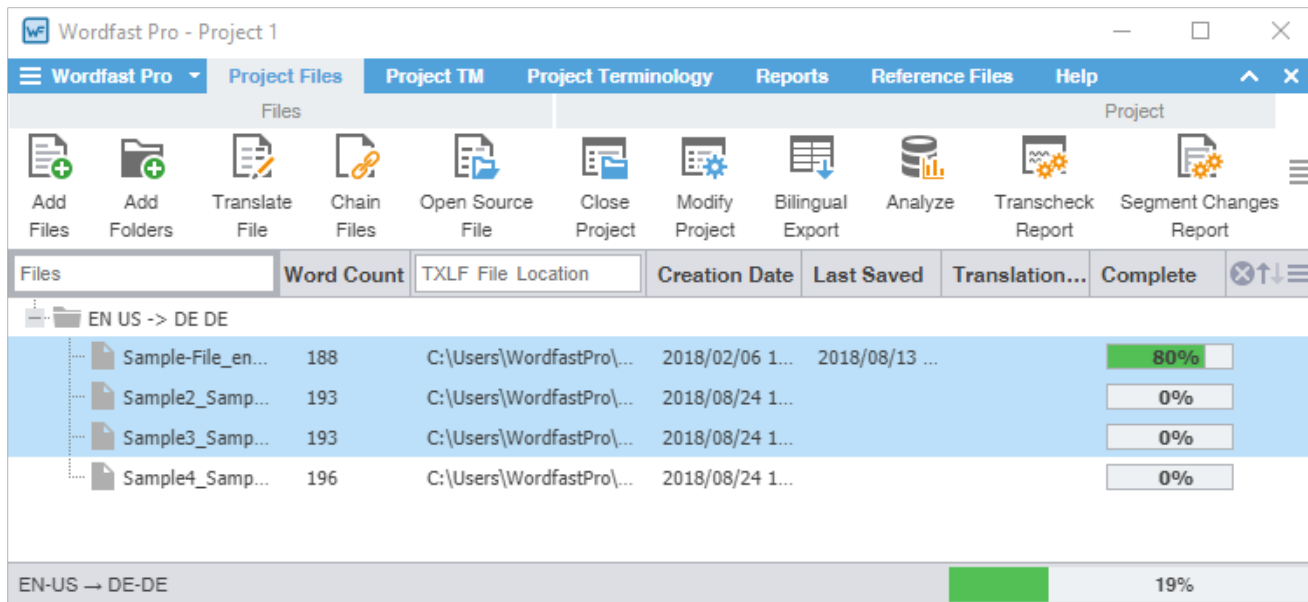 Wordfast Pro - Project 1
Wordfast Pro Project Files Project TM Project Terminology Reports Reference Files Help
Files Project
Add Files
Add Folders
Translate File
Chain Files
Open Source File
Close Project
Modify Project
Bilingual Export
Analyze
Transcheck Report
Segment Changes Report
Files Word Count TXLF File Location Creation Date Last Saved Translation... Complete
EN US -> DE DE
Sample-File_en... 188 C:\Users\WordfastPro\... 2018/02/06 1... 2018/08/13 ... 80%
Sample2_Samp... 193 C:\Users\WordfastPro\... 2018/08/24 1... 0%
Sample3_Samp... 193 C:\Users\WordfastPro\... 2018/08/24 1... 0%
Sample4_Samp... 196 C:\Users\WordfastPro\... 2018/08/24 1... 0%
EN-US → DE-DE 19%